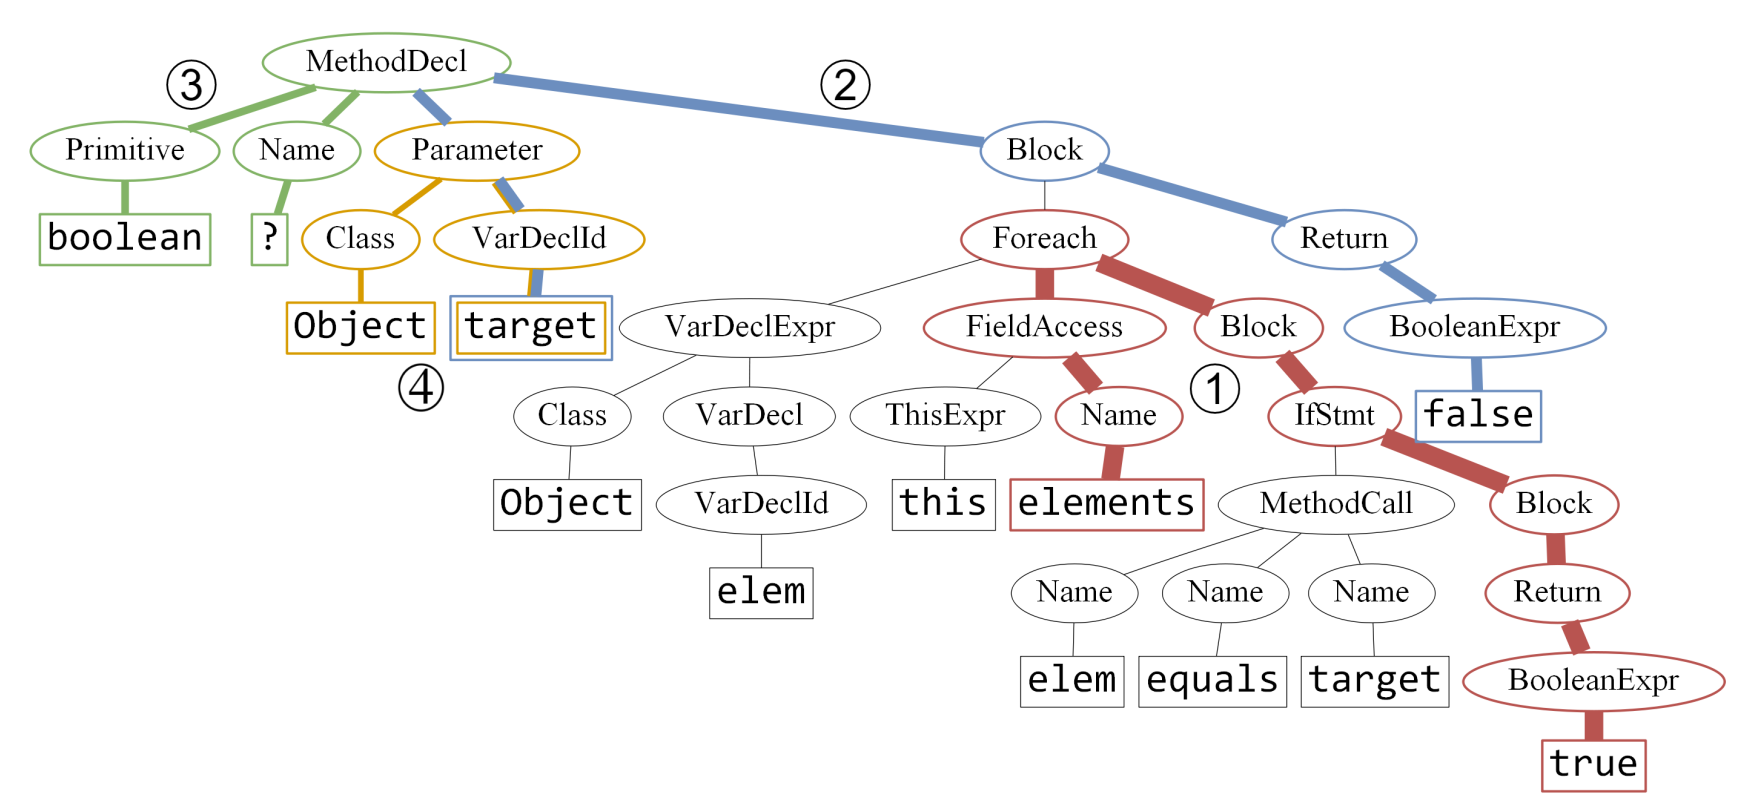 MethodDecl
③
②
Primitive
Name
Parameter
Block
boolean
?
Class
VarDeclId
Foreach
Return
Object
target
VarDeclExpr
FieldAccess
Block
BooleanExpr
④
①
Class
VarDecl
ThisExpr
Name
IfStmt
false
Object
VarDeclId
this
elements
MethodCall
Block
elem
Name
Name
Name
Return
elem
equals
target
BooleanExpr
true